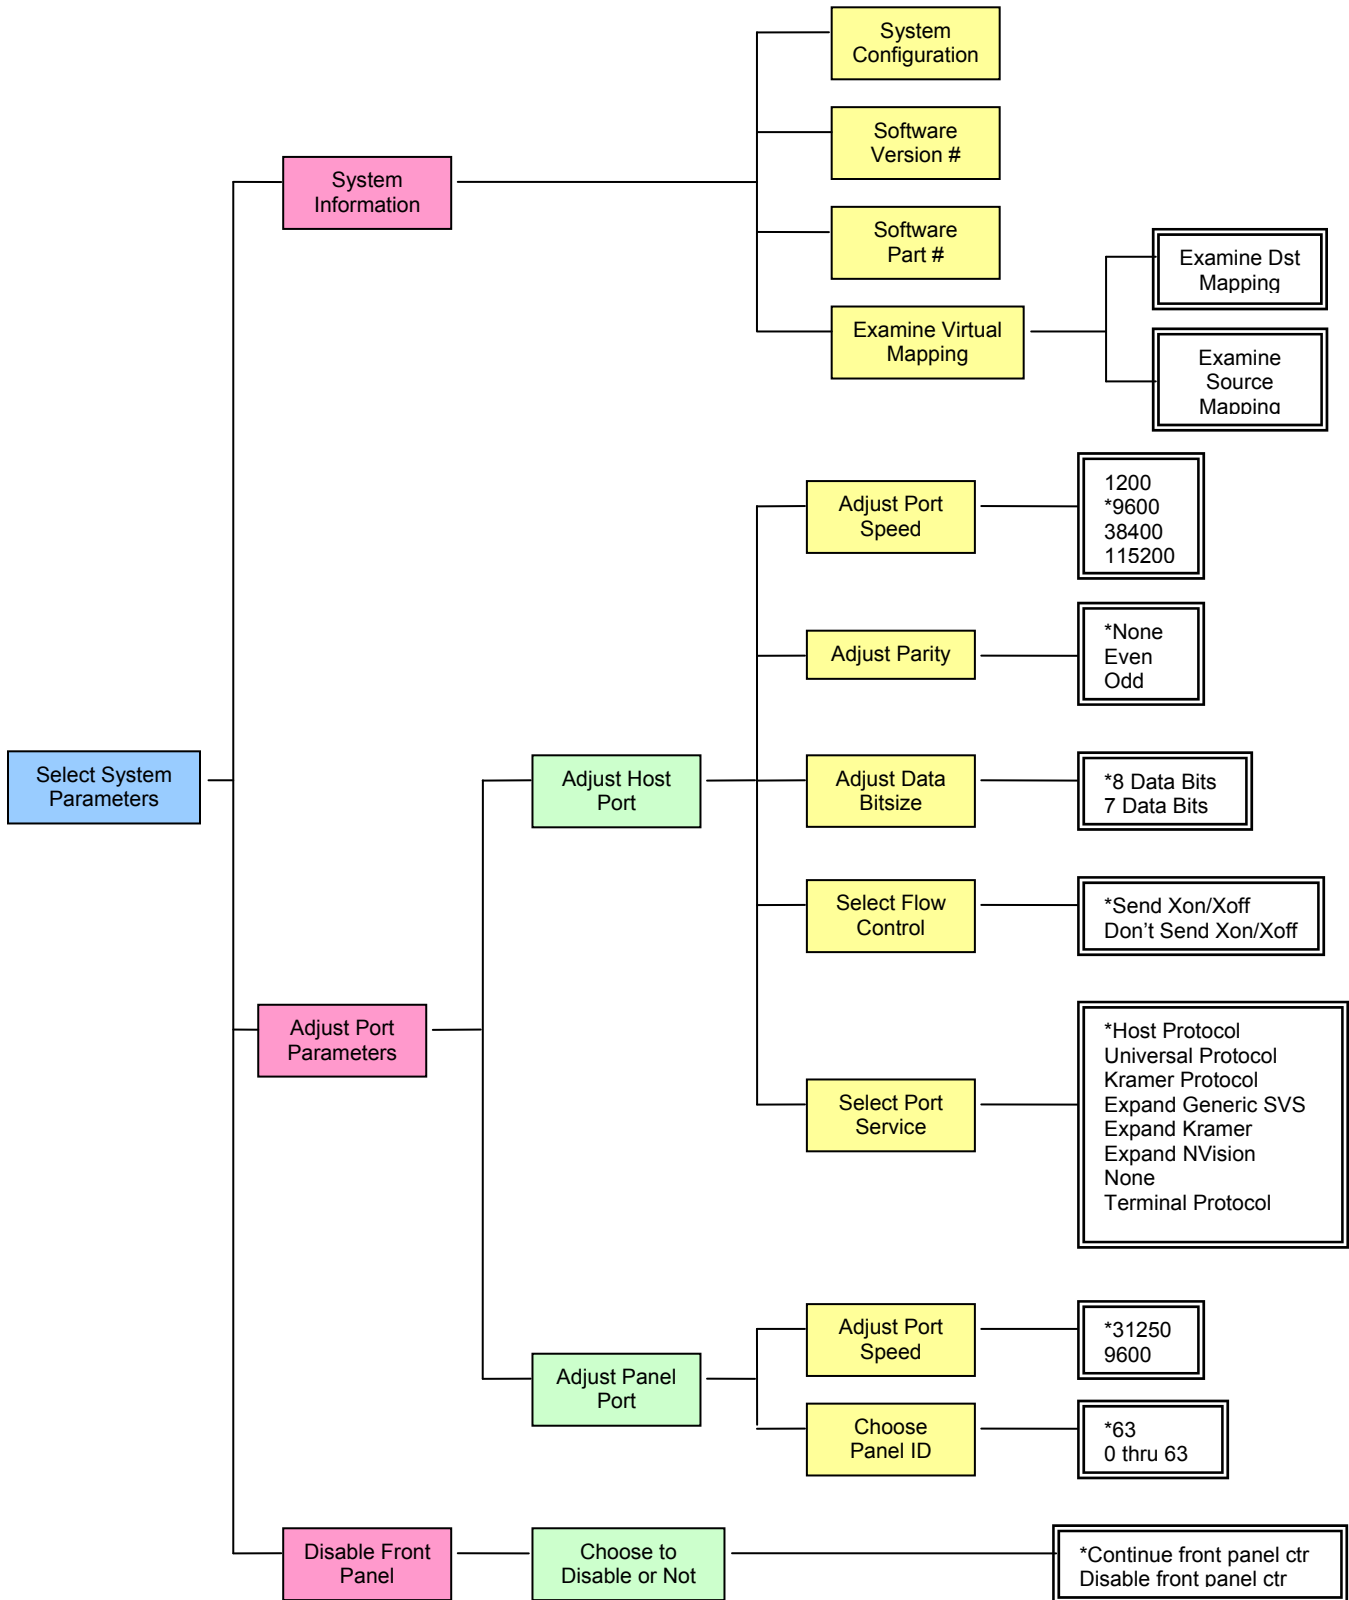 System
Configuration
Software
Version #
System
Information
Software
Part #
Examine Virtual
Mapping
Examine Dst
Mapping
Examine
Source
Mapping
Select System
Parameters
Adjust Port
Parameters
Adjust Host
Port
Adjust Port
Speed
1200
*9600
38400
115200
Adjust Parity
*None
Even
Odd
Adjust Data
Bitsize
*8 Data Bits
7 Data Bits
Select Flow
Control
*Send Xon/Xoff
Don't Send Xon/Xoff
Select Port
Service
*Host Protocol
Universal Protocol
Kramer Protocol
Expand Generic SVS
Expand Kramer
Expand NVision
None
Terminal Protocol
Adjust Panel
Port
Adjust Port
Speed
*31250
9600
Choose
Panel ID
*63
0 thru 63
Disable Front
Panel
Choose to
Disable or Not
*Continue front panel ctr
Disable front panel ctr